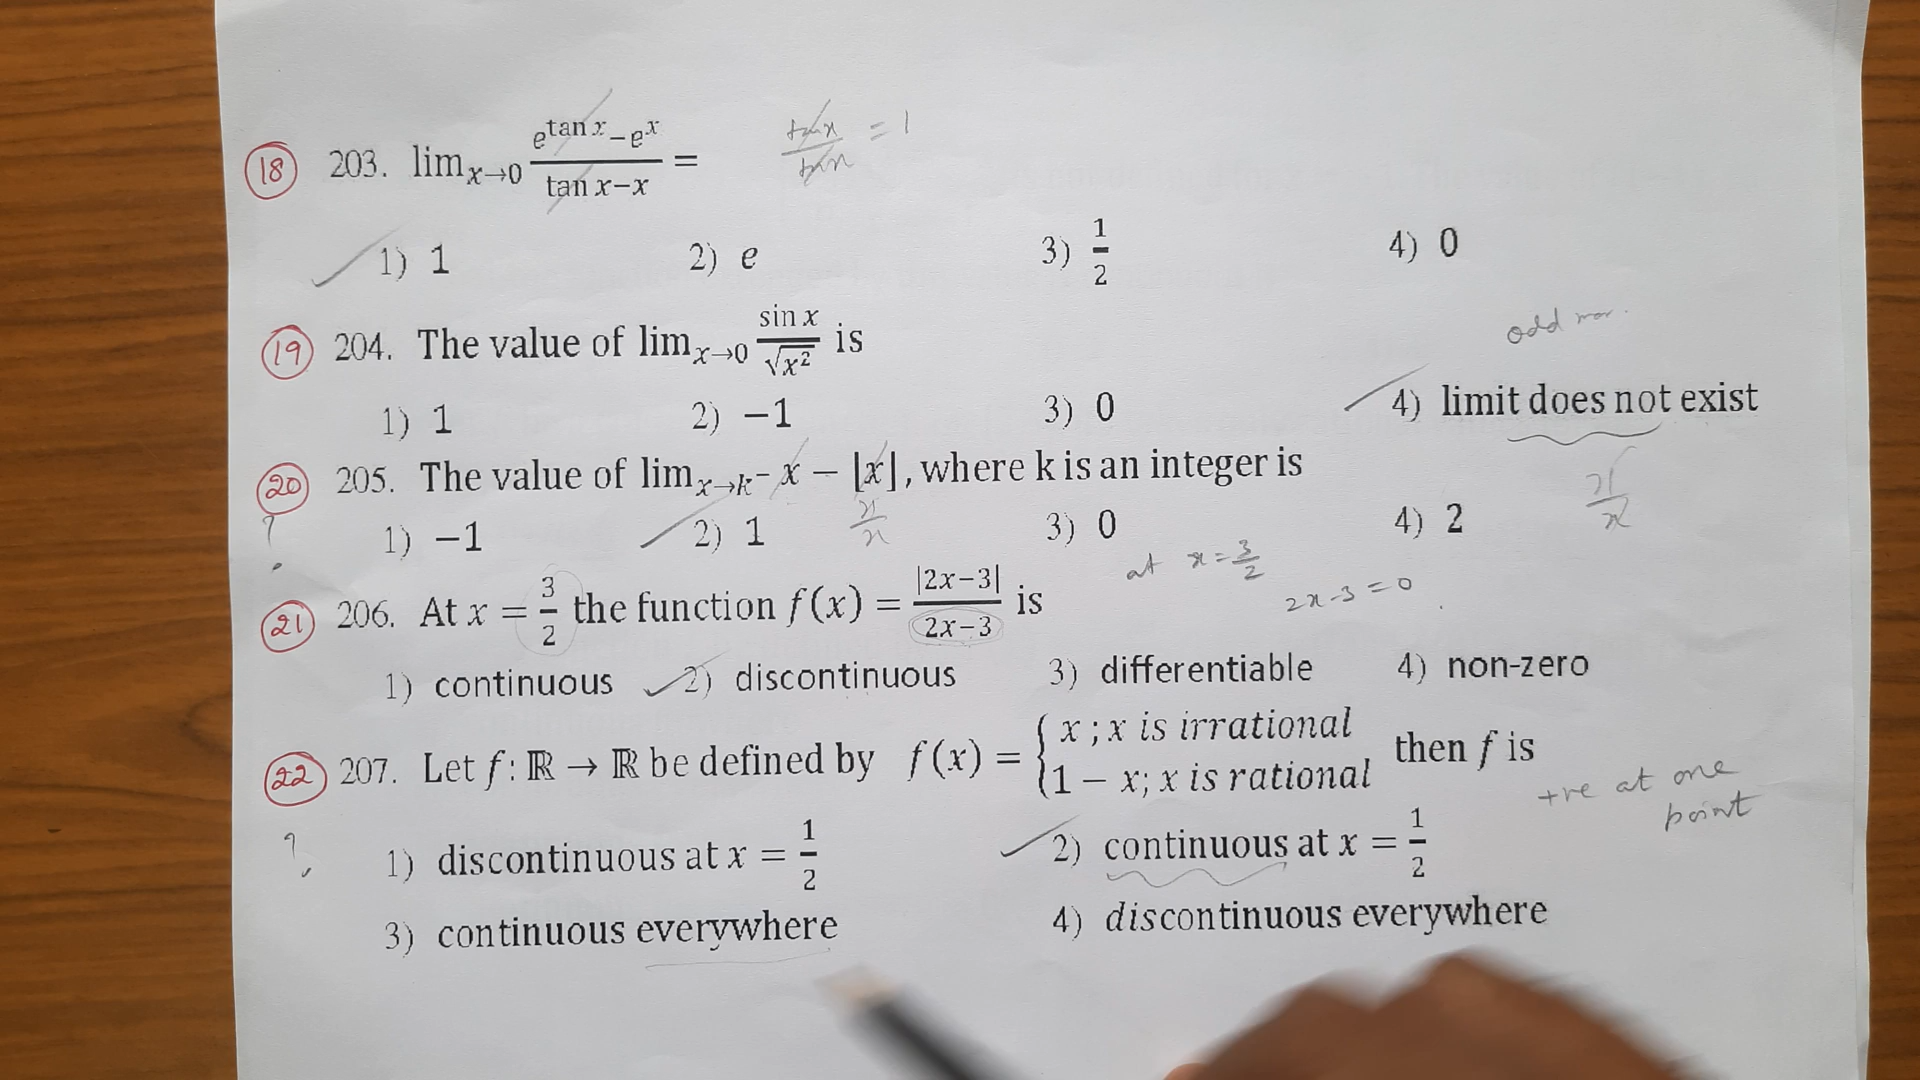 18 203. lim x→0 (e^(tan x) − e^x)/(tan x − x) = tan x/tan x = 1
1) 1 2) e 3) 1/2 4) 0
odd
19 204. The value of lim x→0 sin x/√x² is
1) 1 2) −1 3) 0 4) limit does not exist
20 205. The value of lim x→k⁻ x − ⌊x⌋, where k is an integer is
? 1) −1 2) 1 x/x 3) 0 4) 2 x/x
at x = 3/2
2x-3 = 0
21 206. At x = 3/2 the function f(x) = |2x−3|/(2x−3) is
1) continuous 2) discontinuous 3) differentiable 4) non-zero
22 207. Let f: ℝ → ℝ be defined by f(x) = { x ; x is irrational
1 − x; x is rational then f is
+ve at one
point
? 1) discontinuous at x = 1/2 2) continuous at x = 1/2
3) continuous everywhere 4) discontinuous everywhere